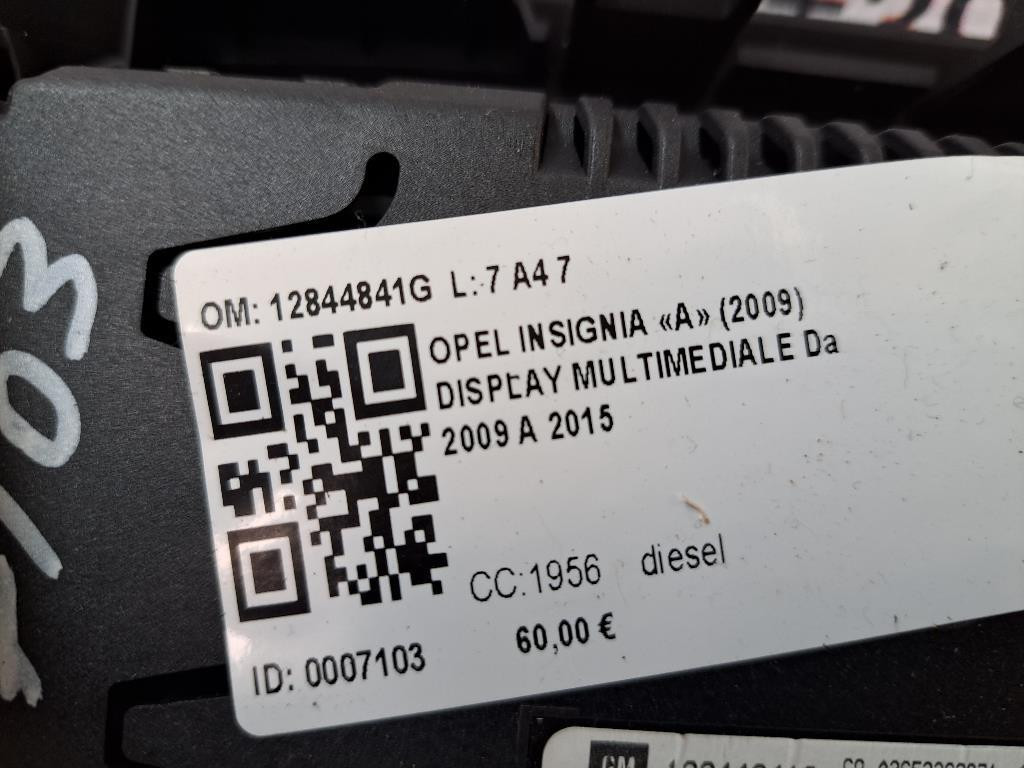 OM: 12844841G L: 7 A4 7
OPEL INSIGNIA «A» (2009)
DISPLAY MULTIMEDIALE Da
2009 A 2015
CC:1956 diesel
60,00 €
ID: 0007103
GM